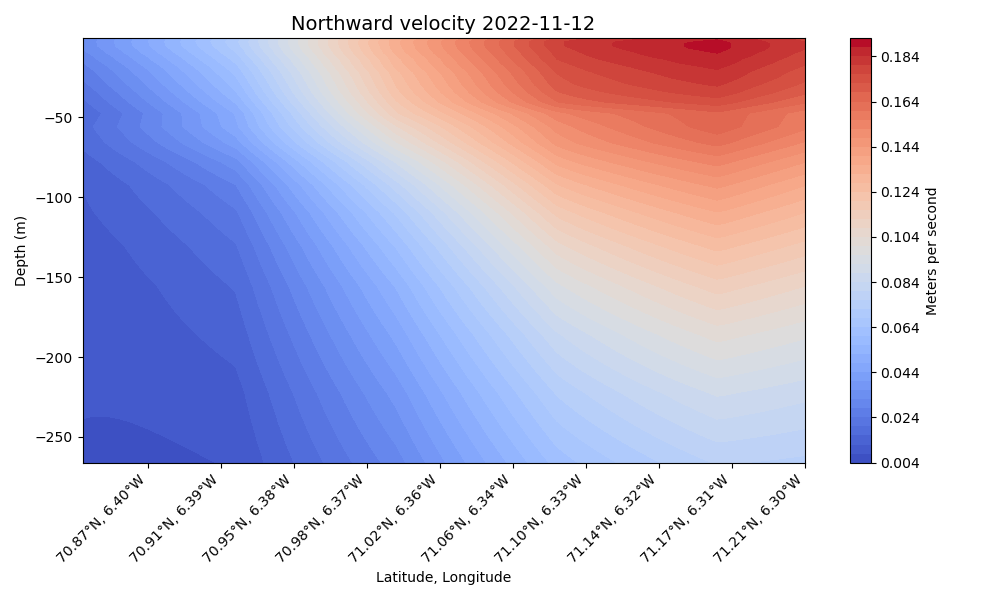 Northward velocity 2022-11-12
Depth (m)
−50
−100
−150
−200
−250
70.87°N, 6.40°W
70.91°N, 6.39°W
70.95°N, 6.38°W
70.98°N, 6.37°W
71.02°N, 6.36°W
71.06°N, 6.34°W
71.10°N, 6.33°W
71.14°N, 6.32°W
71.17°N, 6.31°W
71.21°N, 6.30°W
Latitude, Longitude
0.184
0.164
0.144
0.124
0.104
0.084
0.064
0.044
0.024
0.004
Meters per second